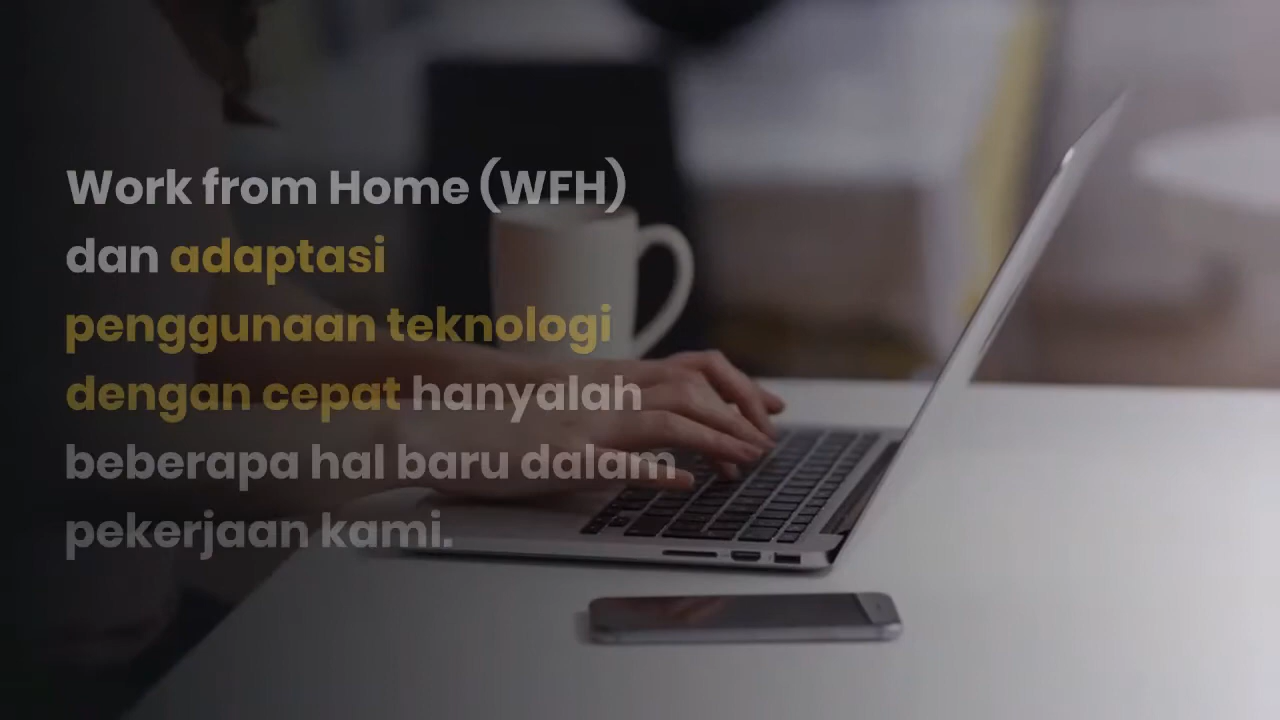 Work from Home (WFH)
dan adaptasi
penggunaan teknologi
dengan cepat hanyalah
beberapa hal baru dalam
pekerjaan kami.